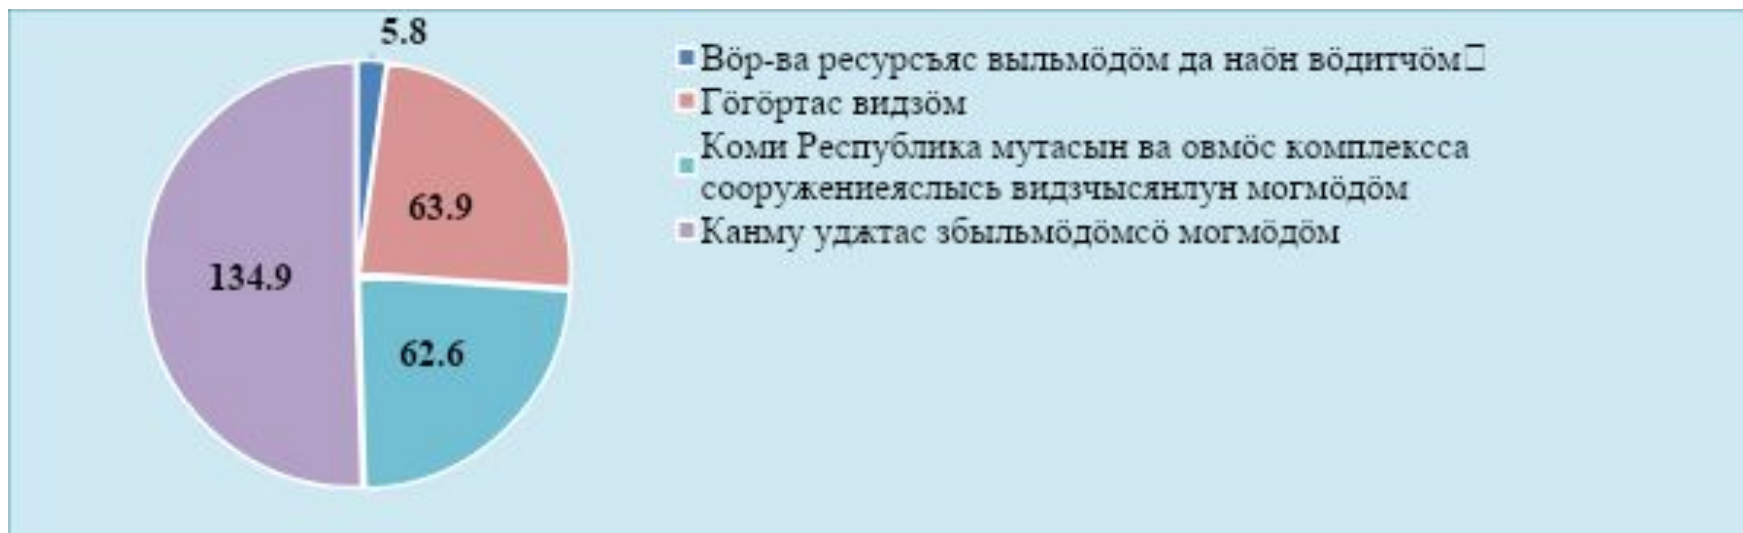 5.8
63.9
62.6
134.9
Вӧр-ва ресурсъяс выльмӧдӧм да наӧн вӧдитчӧм
Гӧгӧртас видзӧм
Коми Республика мутасын ва овмӧс комплексса
сооружениеяслысь видзчысянлун могмӧдӧм
Канму уджтас збыльмӧдӧмсӧ могмӧдӧм